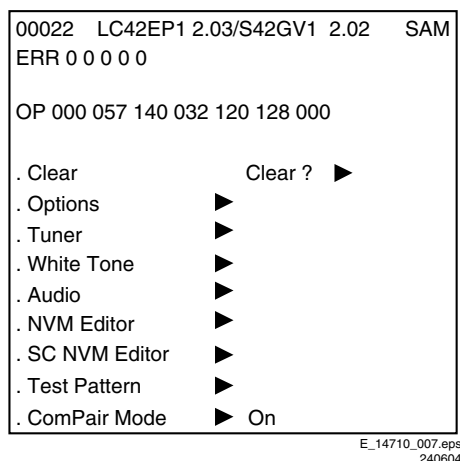 00022 LC42EP1 2.03/S42GV1 2.02 SAM
ERR 0 0 0 0 0
OP 000 057 140 032 120 128 000
. Clear Clear ? ▶
. Options ▶
. Tuner ▶
. White Tone ▶
. Audio ▶
. NVM Editor ▶
. SC NVM Editor ▶
. Test Pattern ▶
. ComPair Mode ▶ On
E_14710_007.eps
240604